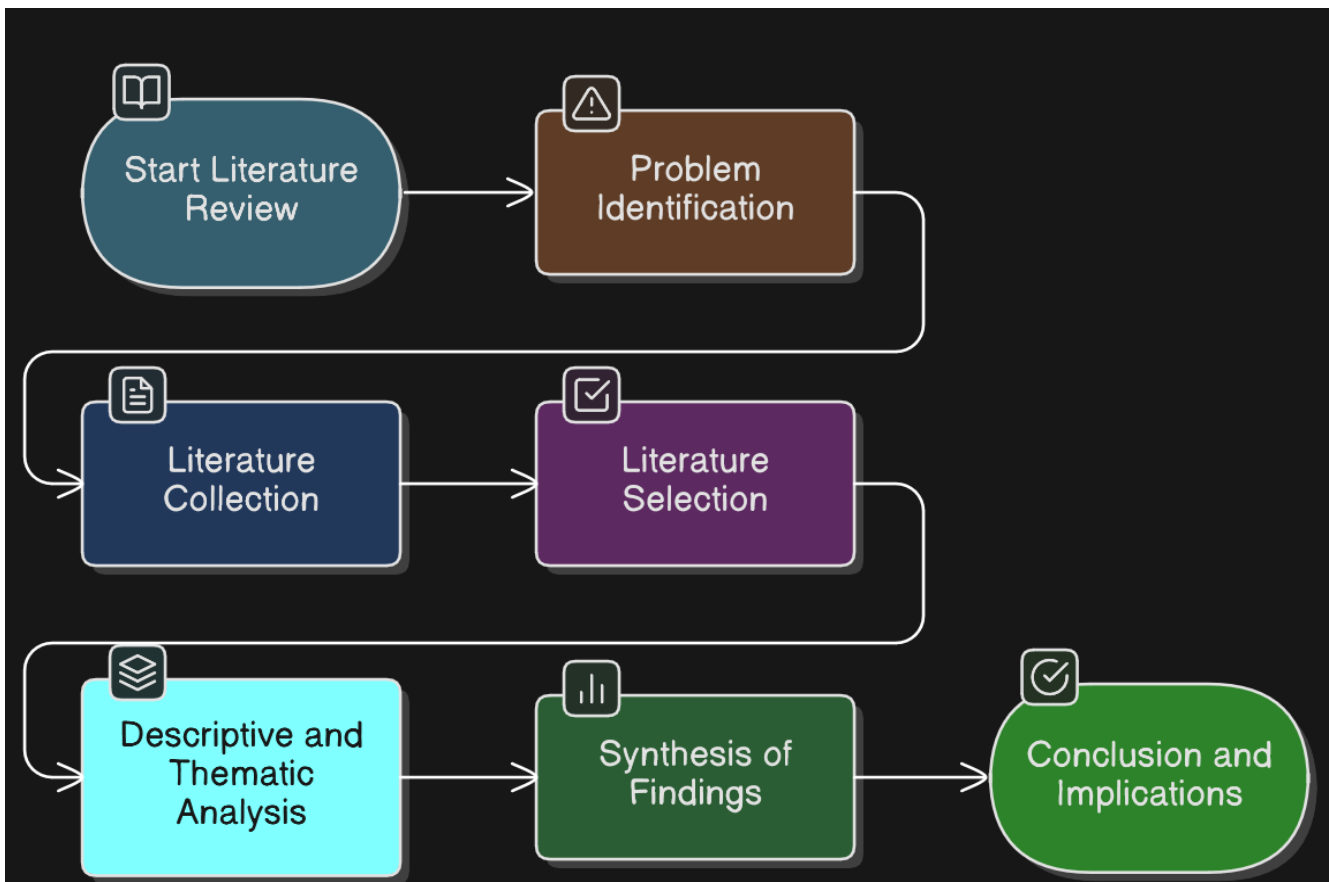 Start Literature
Review
Problem
Identification
Literature
Collection
Literature
Selection
Descriptive and
Thematic
Analysis
Synthesis of
Findings
Conclusion and
Implications